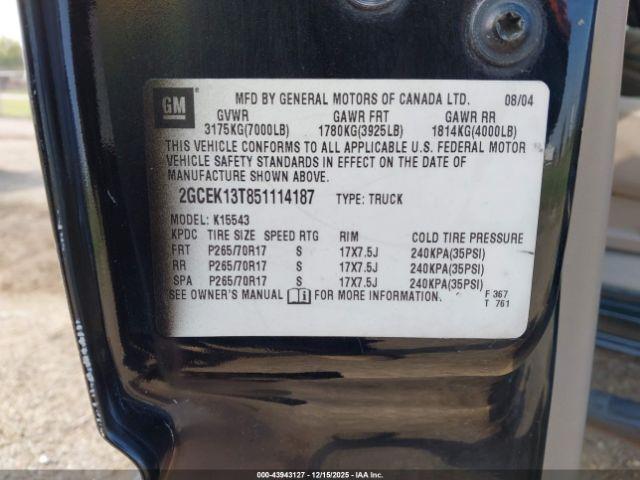 GM
MFD BY GENERAL MOTORS OF CANADA LTD. 08/04
GVWR GAWR FRT GAWR RR
3175KG(7000LB) 1780KG(3925LB) 1814KG(4000LB)
THIS VEHICLE CONFORMS TO ALL APPLICABLE U.S. FEDERAL MOTOR
VEHICLE SAFETY STANDARDS IN EFFECT ON THE DATE OF
MANUFACTURE SHOWN ABOVE.
2GCEK13T851114187 TYPE: TRUCK
MODEL: K15543
KPDC TIRE SIZE SPEED RTG RIM COLD TIRE PRESSURE
FRT P265/70R17 S 17X7.5J 240KPA(35PSI)
RR P265/70R17 S 17X7.5J 240KPA(35PSI)
SPA P265/70R17 S 17X7.5J 240KPA(35PSI)
SEE OWNER'S MANUAL FOR MORE INFORMATION. F 367
T 761
000-43943127 - 12/15/2025 - IAAI.com